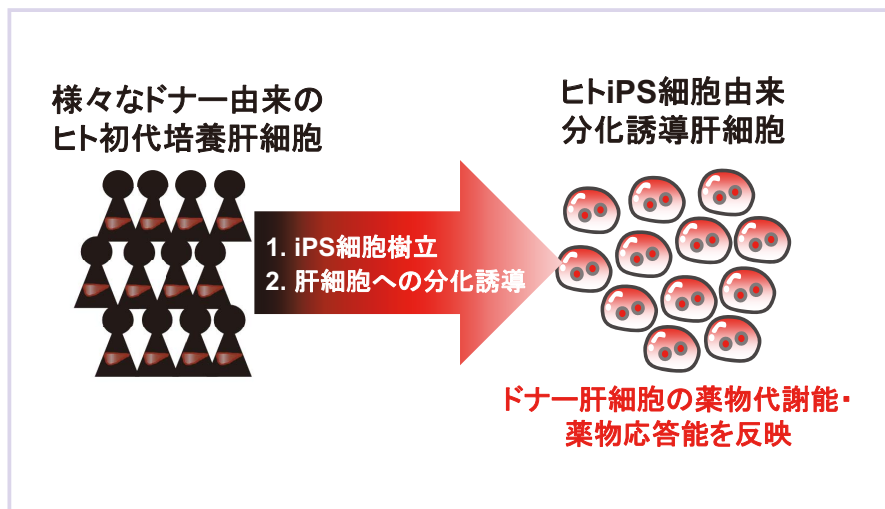 様々なドナー由来の
ヒト初代培養肝細胞
ヒトiPS細胞由来
分化誘導肝細胞
1. iPS細胞樹立
2. 肝細胞への分化誘導
ドナー肝細胞の薬物代謝能・
薬物応答能を反映